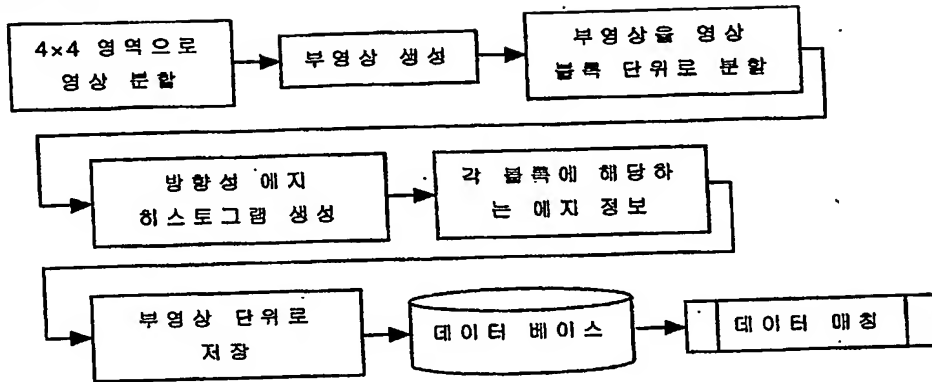 4×4 영역으로
영상 분할
부영상 생성
부영상을 영상
블록 단위로 분할
방향성 에지
히스토그램 생성
각 블록에 해당하
는 에지 정보
부영상 단위로
저장
데이터 베이스
데이터 매칭